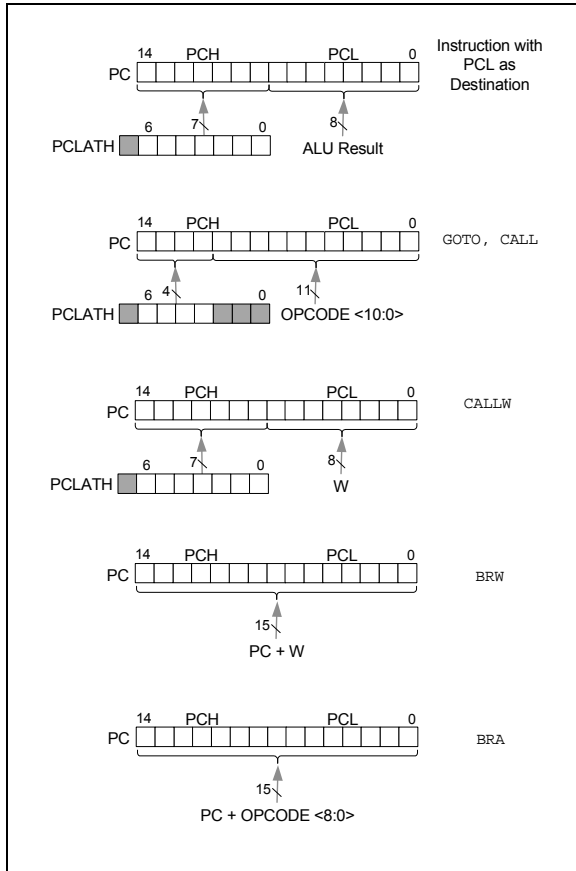 14 PCH PCL 0
Instruction with
PCL as
Destination
PC
6 7 0 8
PCLATH ALU Result
14 PCH PCL 0
PC GOTO, CALL
6 4 0 11
PCLATH OPCODE <10:0>
14 PCH PCL 0
PC CALLW
6 7 0 8
PCLATH W
14 PCH PCL 0
PC BRW
15
PC + W
14 PCH PCL 0
PC BRA
15
PC + OPCODE <8:0>